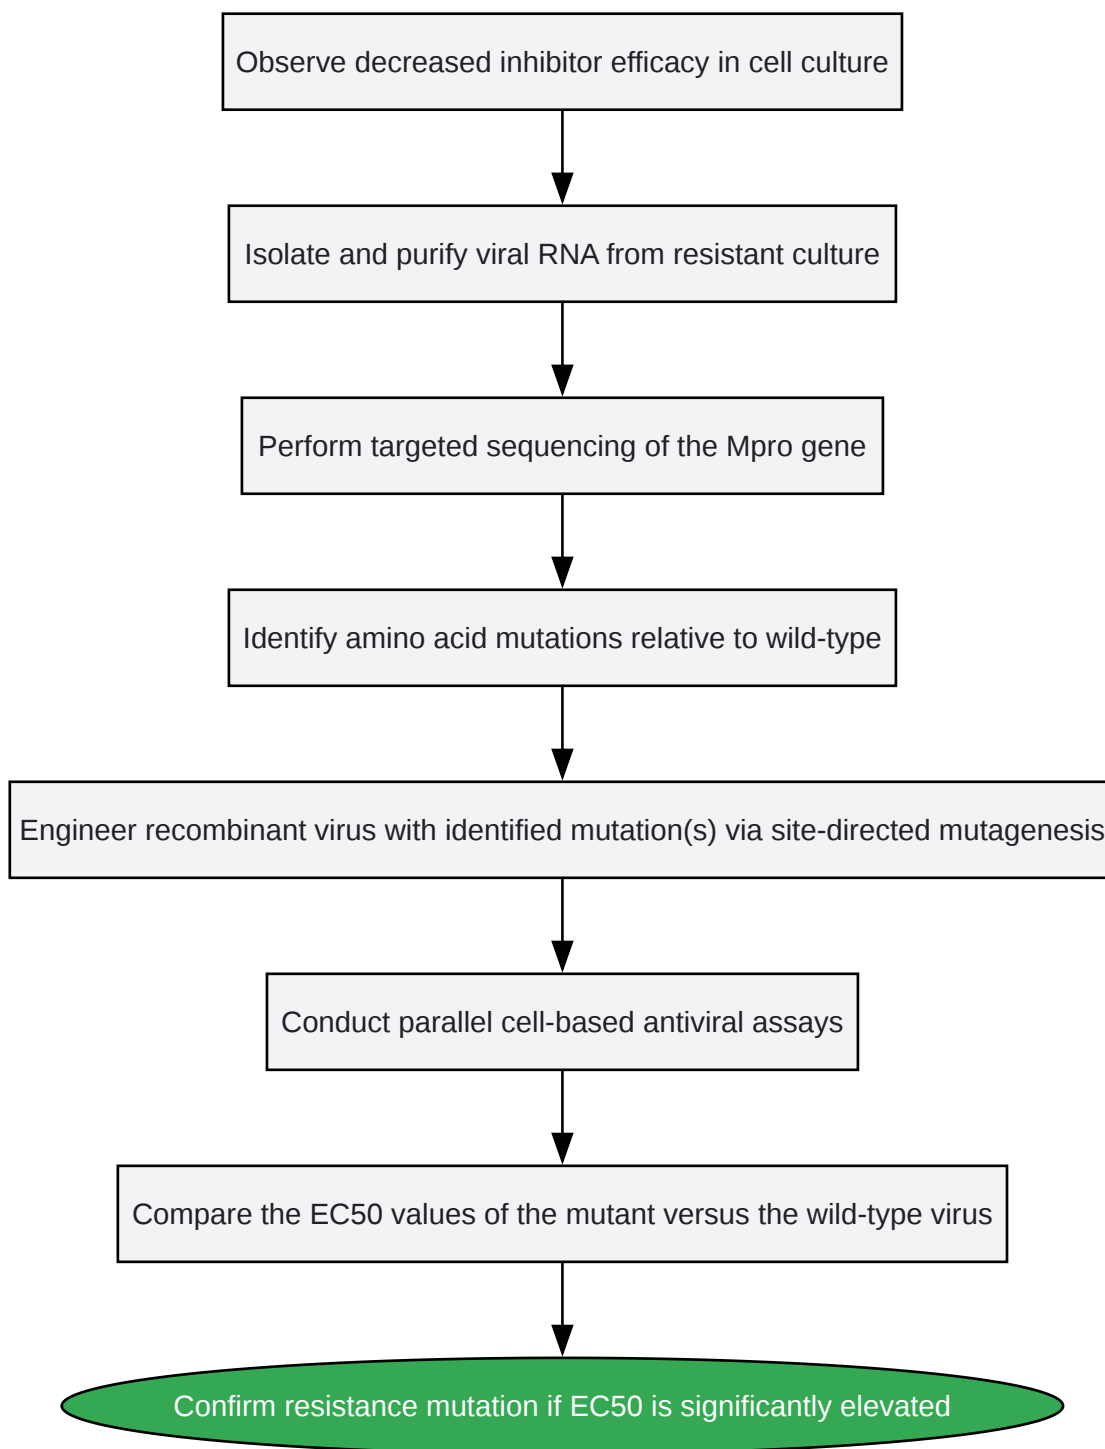 Observe decreased inhibitor efficacy in cell culture
Isolate and purify viral RNA from resistant culture
Perform targeted sequencing of the Mpro gene
Identify amino acid mutations relative to wild-type
Engineer recombinant virus with identified mutation(s) via site-directed mutagenesis
Conduct parallel cell-based antiviral assays
Compare the EC50 values of the mutant versus the wild-type virus
Confirm resistance mutation if EC50 is significantly elevated